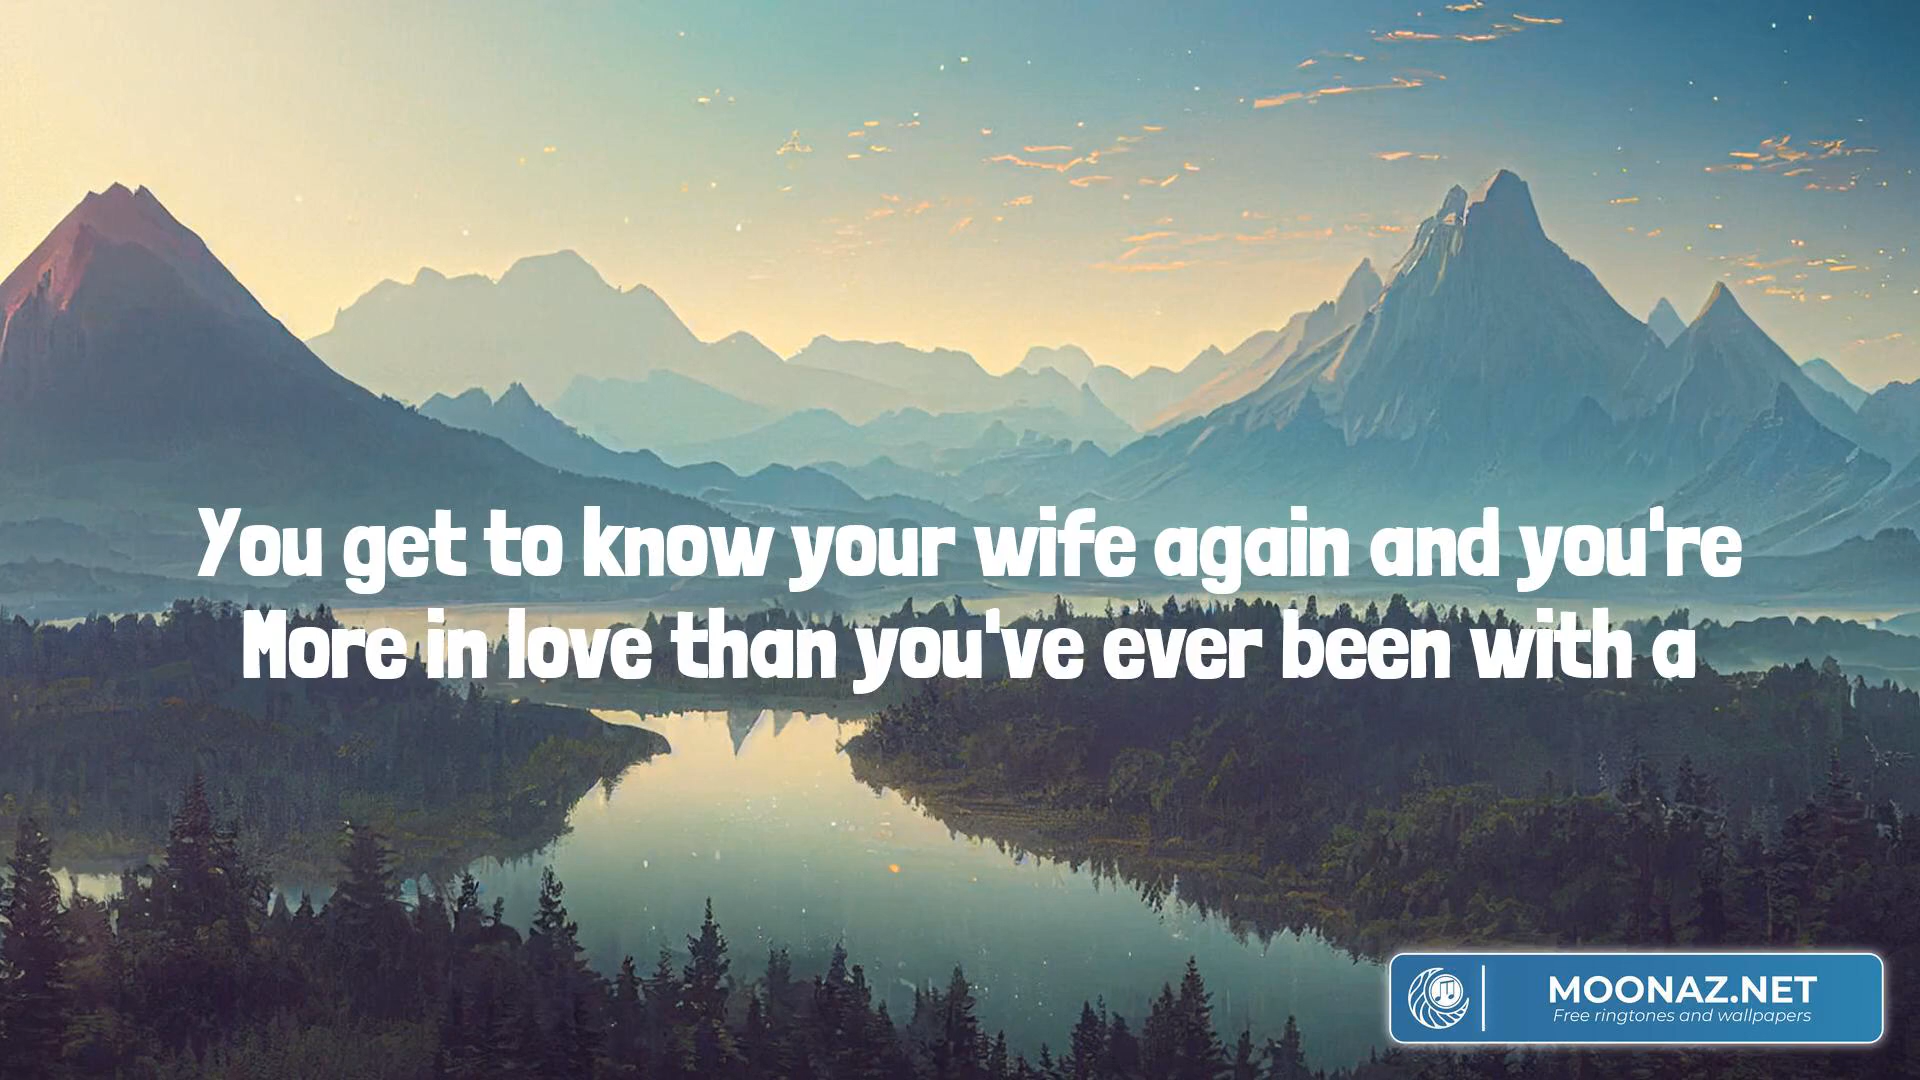 You get to know your wife again and you're
More in love than you've ever been with a
MOONAZ.NET
Free ringtones and wallpapers